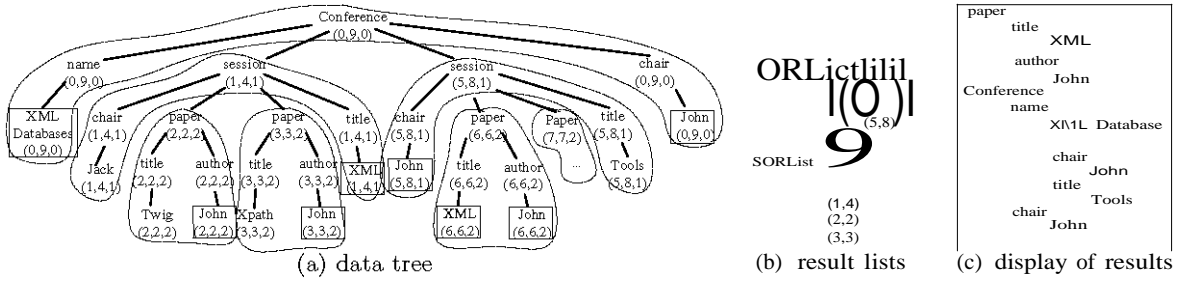 Conference
(0,9,0)
name
(0,9,0)
session
(1,4,1)
session
(5,8,1)
chair
(0,9,0)
XML
Databases
(0,9,0)
chair
(1,4,1)
paper
(2,2,2)
paper
(3,3,2)
title
(1,4,1)
chair
(5,8,1)
paper
(6,6,2)
Paper
(7,7,2)
title
(5,8,1)
John
(0,9,0)
Jack
(1,4,1)
title
(2,2,2)
author
(2,2,2)
title
(3,3,2)
author
(3,3,2)
XML
(1,4,1)
John
(5,8,1)
title
(6,6,2)
author
(6,6,2)
...
Tools
(5,8,1)
Twig
(2,2,2)
John
(2,2,2)
Xpath
(3,3,2)
John
(3,3,2)
XML
(6,6,2)
John
(6,6,2)
(a) data tree
ORLictlilil
l(0 )l
(5,8)
9
SORList
(1,4)
(2,2)
(3,3)
(b) result lists
paper
title
XML
author
John
Conference
name
XI\1L Database
chair
John
title
Tools
chair
John
(c) display of results